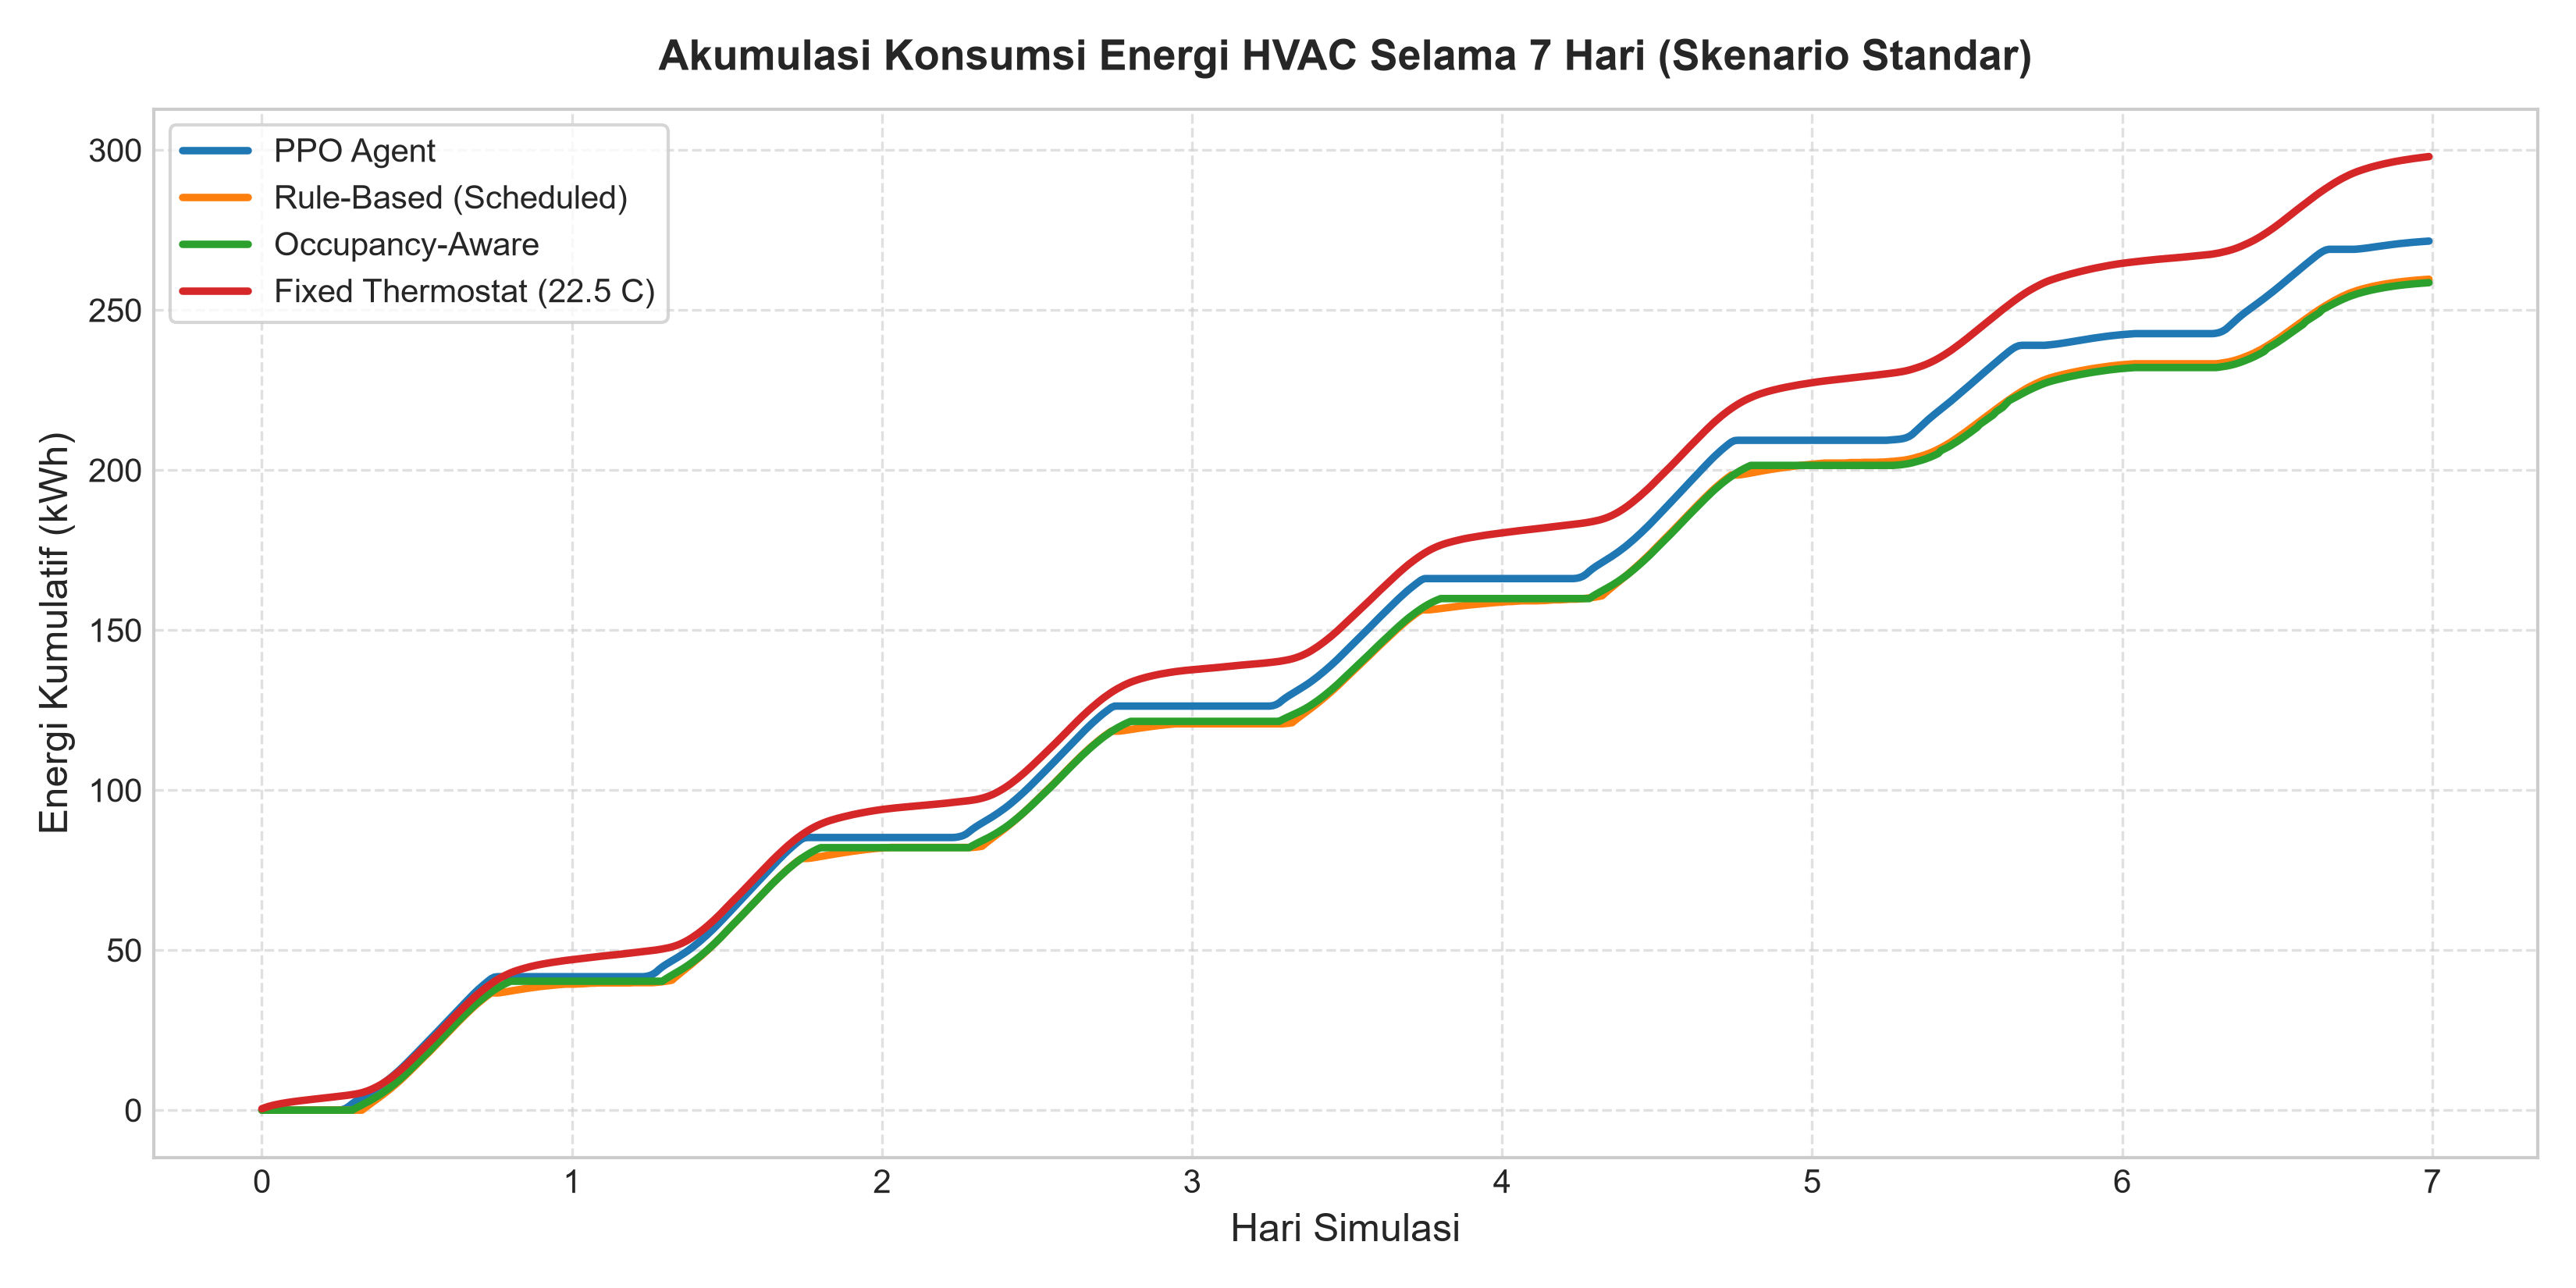 Akumulasi Konsumsi Energi HVAC Selama 7 Hari (Skenario Standar)
PPO Agent
Rule-Based (Scheduled)
Occupancy-Aware
Fixed Thermostat (22.5 C)
Energi Kumulatif (kWh)
300
250
200
150
100
50
0
0 1 2 3 4 5 6 7
Hari Simulasi